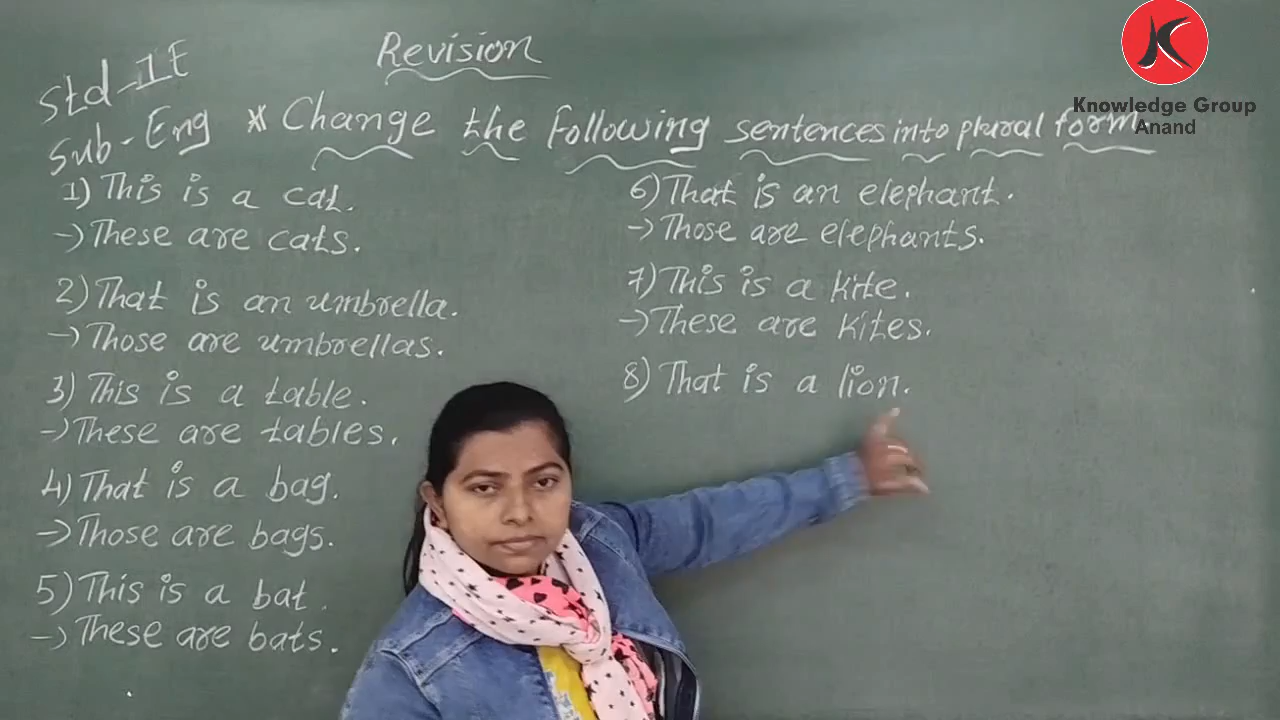 Revision
Std-1E
Sub-Eng * Change the following sentences into plural form.
1) This is a cat.
→ These are cats.
2) That is an umbrella.
→ Those are umbrellas.
3) This is a table.
→ These are tables.
4) That is a bag.
→ Those are bags.
5) This is a bat.
→ These are bats.
6) That is an elephant.
→ Those are elephants.
7) This is a kite.
→ These are kites.
8) That is a lion.
K
Knowledge Group
Anand